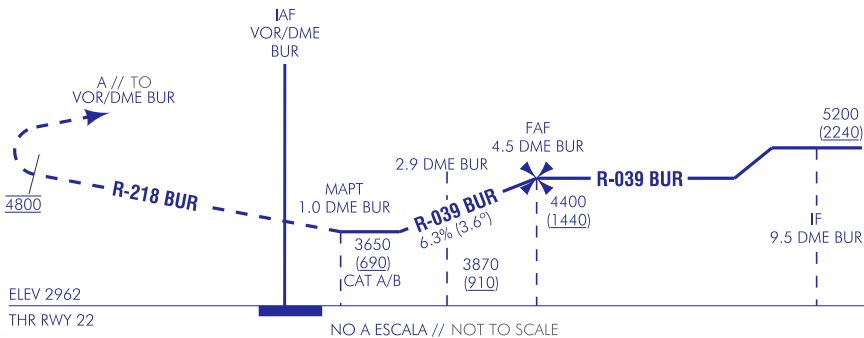 IAF
VOR/DME
BUR
A // TO
VOR/DME BUR
4800
R-218 BUR
MAPT
1.0 DME BUR
3650
(690)
CAT A/B
R-039 BUR
6.3% (3.6º)
2.9 DME BUR
3870
(910)
FAF
4.5 DME BUR
4400
(1440)
R-039 BUR
5200
(2240)
IF
9.5 DME BUR
ELEV 2962
THR RWY 22
NO A ESCALA // NOT TO SCALE